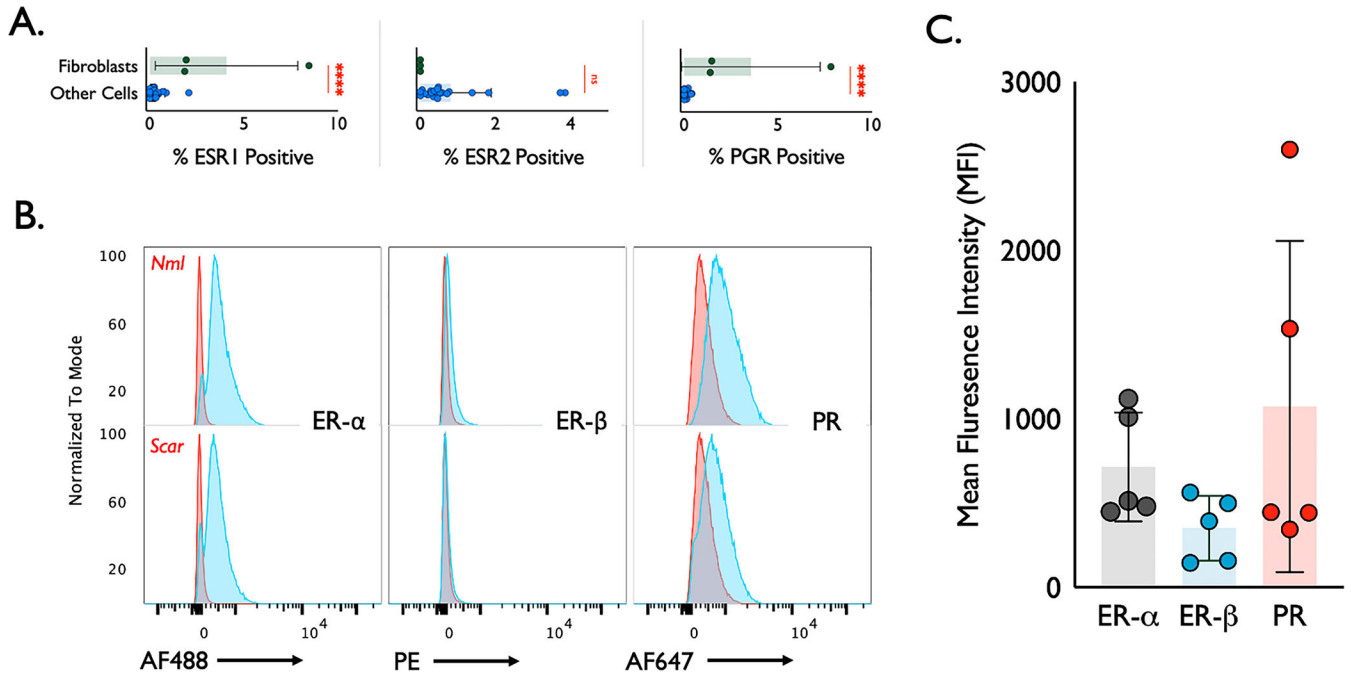 A.
Fibroblasts
Other Cells
****
0 5 10
% ESR1 Positive
ns
0 2 4
% ESR2 Positive
****
0 5 10
% PGR Positive
B.
Normalized To Mode
100
60
20
100
60
20
Nml
ER-α
ER-β
PR
Scar
0 10⁴
AF488
0 10⁴
PE
0 10⁴
AF647
C.
Mean Fluresence Intensity (MFI)
3000
2000
1000
0
ER-α ER-β PR